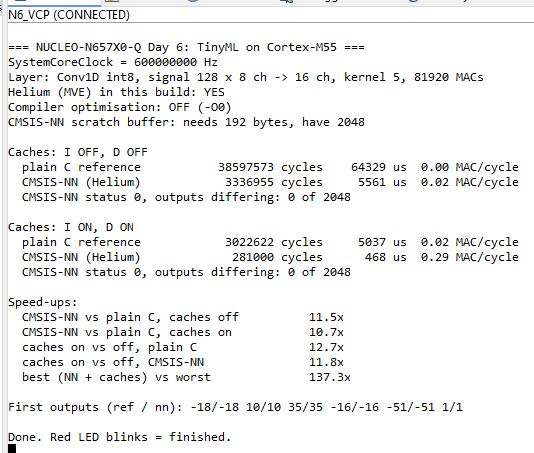 N6_VCP (CONNECTED)
=== NUCLEO-N657X0-Q Day 6: TinyML on Cortex-M55 ===
SystemCoreClock = 600000000 Hz
Layer: Conv1D int8, signal 128 x 8 ch -> 16 ch, kernel 5, 81920 MACs
Helium (MVE) in this build: YES
Compiler optimisation: OFF (-O0)
CMSIS-NN scratch buffer: needs 192 bytes, have 2048
Caches: I OFF, D OFF
plain C reference 38597573 cycles 64329 us 0.00 MAC/cycle
CMSIS-NN (Helium) 3336955 cycles 5561 us 0.02 MAC/cycle
CMSIS-NN status 0, outputs differing: 0 of 2048
Caches: I ON, D ON
plain C reference 3022622 cycles 5037 us 0.02 MAC/cycle
CMSIS-NN (Helium) 281000 cycles 468 us 0.29 MAC/cycle
CMSIS-NN status 0, outputs differing: 0 of 2048
Speed-ups:
CMSIS-NN vs plain C, caches off 11.5x
CMSIS-NN vs plain C, caches on 10.7x
caches on vs off, plain C 12.7x
caches on vs off, CMSIS-NN 11.8x
best (NN + caches) vs worst 137.3x
First outputs (ref / nn): -18/-18 10/10 35/35 -16/-16 -51/-51 1/1
Done. Red LED blinks = finished.